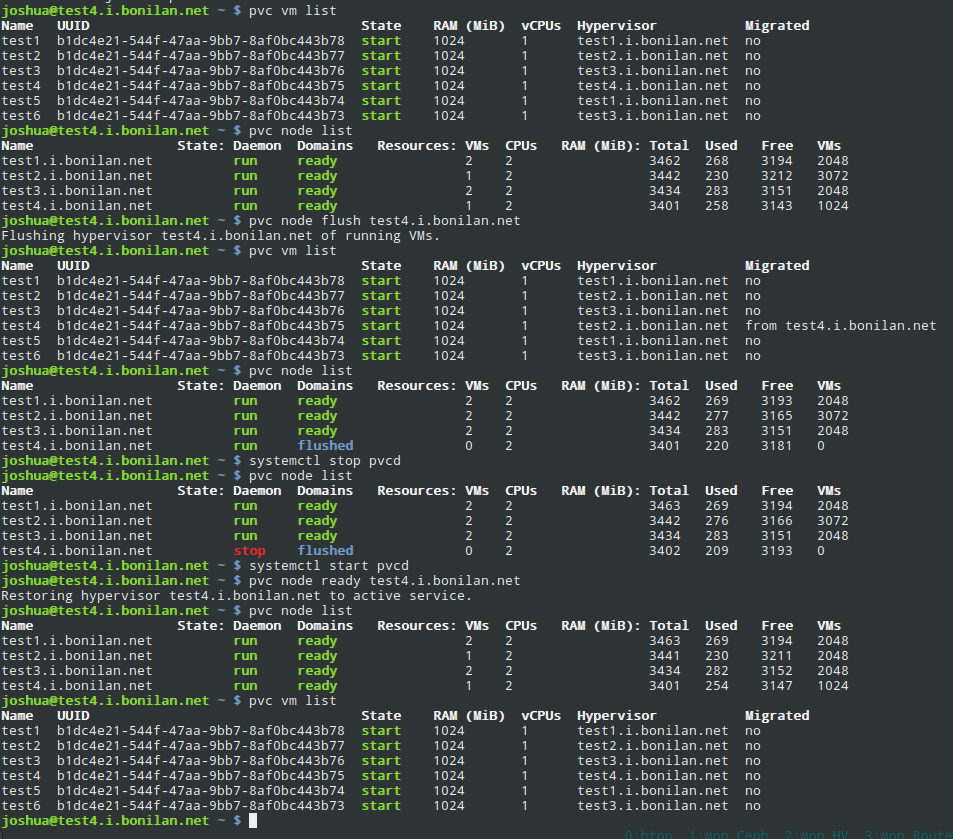 joshua@test4.i.bonilan.net ~ $ pvc vm list
Name UUID State RAM (MiB) vCPUs Hypervisor Migrated
test1 b1dc4e21-544f-47aa-9bb7-8af0bc443b78 start 1024 1 test1.i.bonilan.net no
test2 b1dc4e21-544f-47aa-9bb7-8af0bc443b77 start 1024 1 test2.i.bonilan.net no
test3 b1dc4e21-544f-47aa-9bb7-8af0bc443b76 start 1024 1 test3.i.bonilan.net no
test4 b1dc4e21-544f-47aa-9bb7-8af0bc443b75 start 1024 1 test4.i.bonilan.net no
test5 b1dc4e21-544f-47aa-9bb7-8af0bc443b74 start 1024 1 test1.i.bonilan.net no
test6 b1dc4e21-544f-47aa-9bb7-8af0bc443b73 start 1024 1 test3.i.bonilan.net no
joshua@test4.i.bonilan.net ~ $ pvc node list
Name State: Daemon Domains Resources: VMs CPUs RAM (MiB): Total Used Free VMs
test1.i.bonilan.net run ready 2 2 3462 268 3194 2048
test2.i.bonilan.net run ready 1 2 3442 230 3212 3072
test3.i.bonilan.net run ready 2 2 3434 283 3151 2048
test4.i.bonilan.net run ready 1 2 3401 258 3143 1024
joshua@test4.i.bonilan.net ~ $ pvc node flush test4.i.bonilan.net
Flushing hypervisor test4.i.bonilan.net of running VMs.
joshua@test4.i.bonilan.net ~ $ pvc vm list
Name UUID State RAM (MiB) vCPUs Hypervisor Migrated
test1 b1dc4e21-544f-47aa-9bb7-8af0bc443b78 start 1024 1 test1.i.bonilan.net no
test2 b1dc4e21-544f-47aa-9bb7-8af0bc443b77 start 1024 1 test2.i.bonilan.net no
test3 b1dc4e21-544f-47aa-9bb7-8af0bc443b76 start 1024 1 test3.i.bonilan.net no
test4 b1dc4e21-544f-47aa-9bb7-8af0bc443b75 start 1024 1 test2.i.bonilan.net from test4.i.bonilan.net
test5 b1dc4e21-544f-47aa-9bb7-8af0bc443b74 start 1024 1 test1.i.bonilan.net no
test6 b1dc4e21-544f-47aa-9bb7-8af0bc443b73 start 1024 1 test3.i.bonilan.net no
joshua@test4.i.bonilan.net ~ $ pvc node list
Name State: Daemon Domains Resources: VMs CPUs RAM (MiB): Total Used Free VMs
test1.i.bonilan.net run ready 2 2 3462 269 3193 2048
test2.i.bonilan.net run ready 2 2 3442 277 3165 3072
test3.i.bonilan.net run ready 2 2 3434 283 3151 2048
test4.i.bonilan.net run flushed 0 2 3401 220 3181 0
joshua@test4.i.bonilan.net ~ $ systemctl stop pvcd
joshua@test4.i.bonilan.net ~ $ pvc node list
Name State: Daemon Domains Resources: VMs CPUs RAM (MiB): Total Used Free VMs
test1.i.bonilan.net run ready 2 2 3463 269 3194 2048
test2.i.bonilan.net run ready 2 2 3442 276 3166 3072
test3.i.bonilan.net run ready 2 2 3434 283 3151 2048
test4.i.bonilan.net stop flushed 0 2 3402 209 3193 0
joshua@test4.i.bonilan.net ~ $ systemctl start pvcd
joshua@test4.i.bonilan.net ~ $ pvc node ready test4.i.bonilan.net
Restoring hypervisor test4.i.bonilan.net to active service.
joshua@test4.i.bonilan.net ~ $ pvc node list
Name State: Daemon Domains Resources: VMs CPUs RAM (MiB): Total Used Free VMs
test1.i.bonilan.net run ready 2 2 3463 269 3194 2048
test2.i.bonilan.net run ready 1 2 3441 230 3211 2048
test3.i.bonilan.net run ready 2 2 3434 282 3152 2048
test4.i.bonilan.net run ready 1 2 3401 254 3147 1024
joshua@test4.i.bonilan.net ~ $ pvc vm list
Name UUID State RAM (MiB) vCPUs Hypervisor Migrated
test1 b1dc4e21-544f-47aa-9bb7-8af0bc443b78 start 1024 1 test1.i.bonilan.net no
test2 b1dc4e21-544f-47aa-9bb7-8af0bc443b77 start 1024 1 test2.i.bonilan.net no
test3 b1dc4e21-544f-47aa-9bb7-8af0bc443b76 start 1024 1 test3.i.bonilan.net no
test4 b1dc4e21-544f-47aa-9bb7-8af0bc443b75 start 1024 1 test4.i.bonilan.net no
test5 b1dc4e21-544f-47aa-9bb7-8af0bc443b74 start 1024 1 test1.i.bonilan.net no
test6 b1dc4e21-544f-47aa-9bb7-8af0bc443b73 start 1024 1 test3.i.bonilan.net no
joshua@test4.i.bonilan.net ~ $